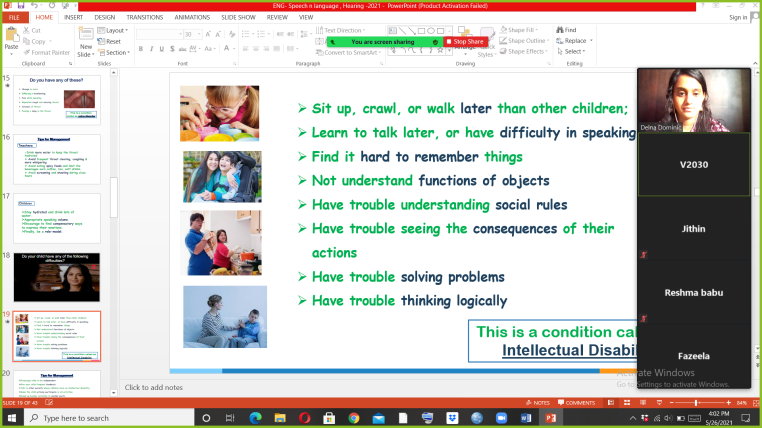 ENG- Speech n language , Hearing -2021 - PowerPoint (Product Activation Failed)
Sign in
FILE HOME INSERT DESIGN TRANSITIONS ANIMATIONS SLIDE SHOW REVIEW VIEW
Paste
Cut
Copy
Format Painter
Clipboard
New Slide
Layout
Reset
Section
Slides
Font
Paragraph
Text Direction
Convert to SmartArt
You are screen sharing
Stop Share
Drawing
Shape Fill
Shape Outline
Shape Effects
Find
Replace
Select
Editing
15
Do you have any of these?
16
Tips for Management
Teachers
17
Children
18
Do your child have any of the following difficulties?
19
20
Tips for Management
Sit up, crawl, or walk later than other children;
Learn to talk later, or have difficulty in speaking
Find it hard to remember things
Not understand functions of objects
Have trouble understanding social rules
Have trouble seeing the consequences of their
actions
Have trouble solving problems
Have trouble thinking logically
This is a condition cal
Intellectual Disabil
Delna Dominic
V2030
Jithin
Reshma babu
Fazeela
Activate Windows
Go to Settings to activate Windows.
Click to add notes
SLIDE 19 OF 43
NOTES
COMMENTS
64%
Type here to search
4:02 PM
5/26/2021